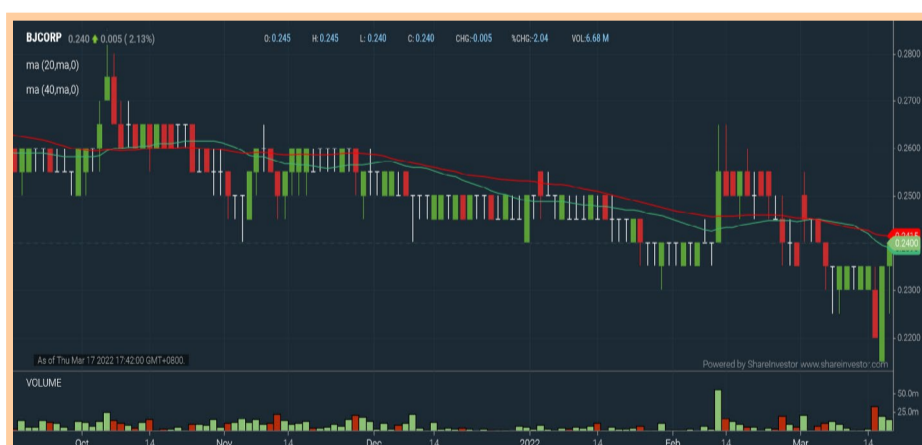 BJCORP 0.240 0.005 ( 2.13%) O: 0.245 H: 0.245 L: 0.240 C: 0.240 CHG:-0.005 %CHG:-2.04 VOL:6.68 M
ma (20,ma,0)
ma (40,ma,0)
0.2800
0.2700
0.2600
0.2500
0.2415
0.2400
0.2300
0.2200
As of Thu Mar 17 2022 17:42:00 GMT+0800.
Powered by ShareInvestor www.shareinvestor.com
VOLUME
50.0m
25.0m
Oct 14 Nov 14 Dec 14 2022 14 Feb 14 Mar 14